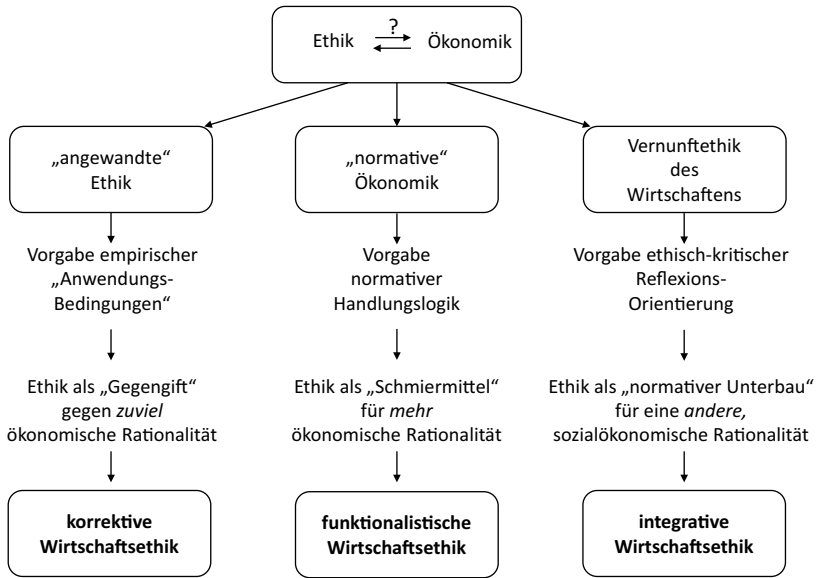 ?
Ethik Ökonomik
„angewandte“
Ethik
Vorgabe empirischer
„Anwendungs-
Bedingungen“
Ethik als „Gegengift“
gegen zuviel
ökonomische Rationalität
korrektive
Wirtschaftsethik
„normative“
Ökonomik
Vorgabe
normativer
Handlungslogik
Ethik als „Schmiermittel“
für mehr
ökonomische Rationalität
funktionalistische
Wirtschaftsethik
Vernunftethik
des
Wirtschaftens
Vorgabe ethisch-kritischer
Reflexions-
Orientierung
Ethik als „normativer Unterbau“
für eine andere,
sozialökonomische Rationalität
integrative
Wirtschaftsethik